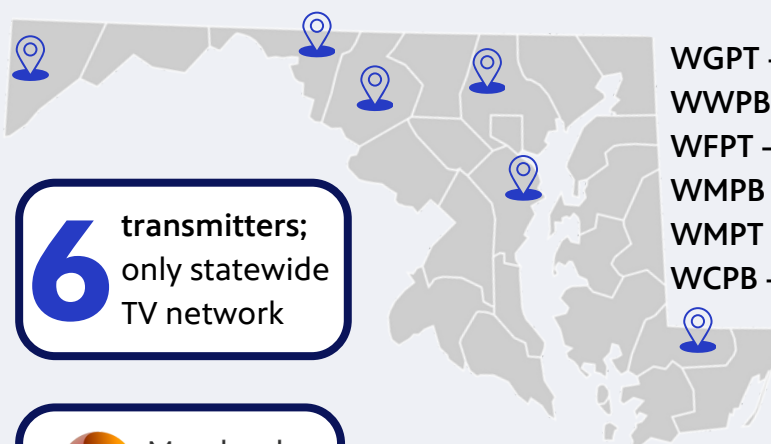 WGPT -
WWPB
WFPT -
WMPB
WMPT
WCPB -
6
transmitters;
only statewide
TV network